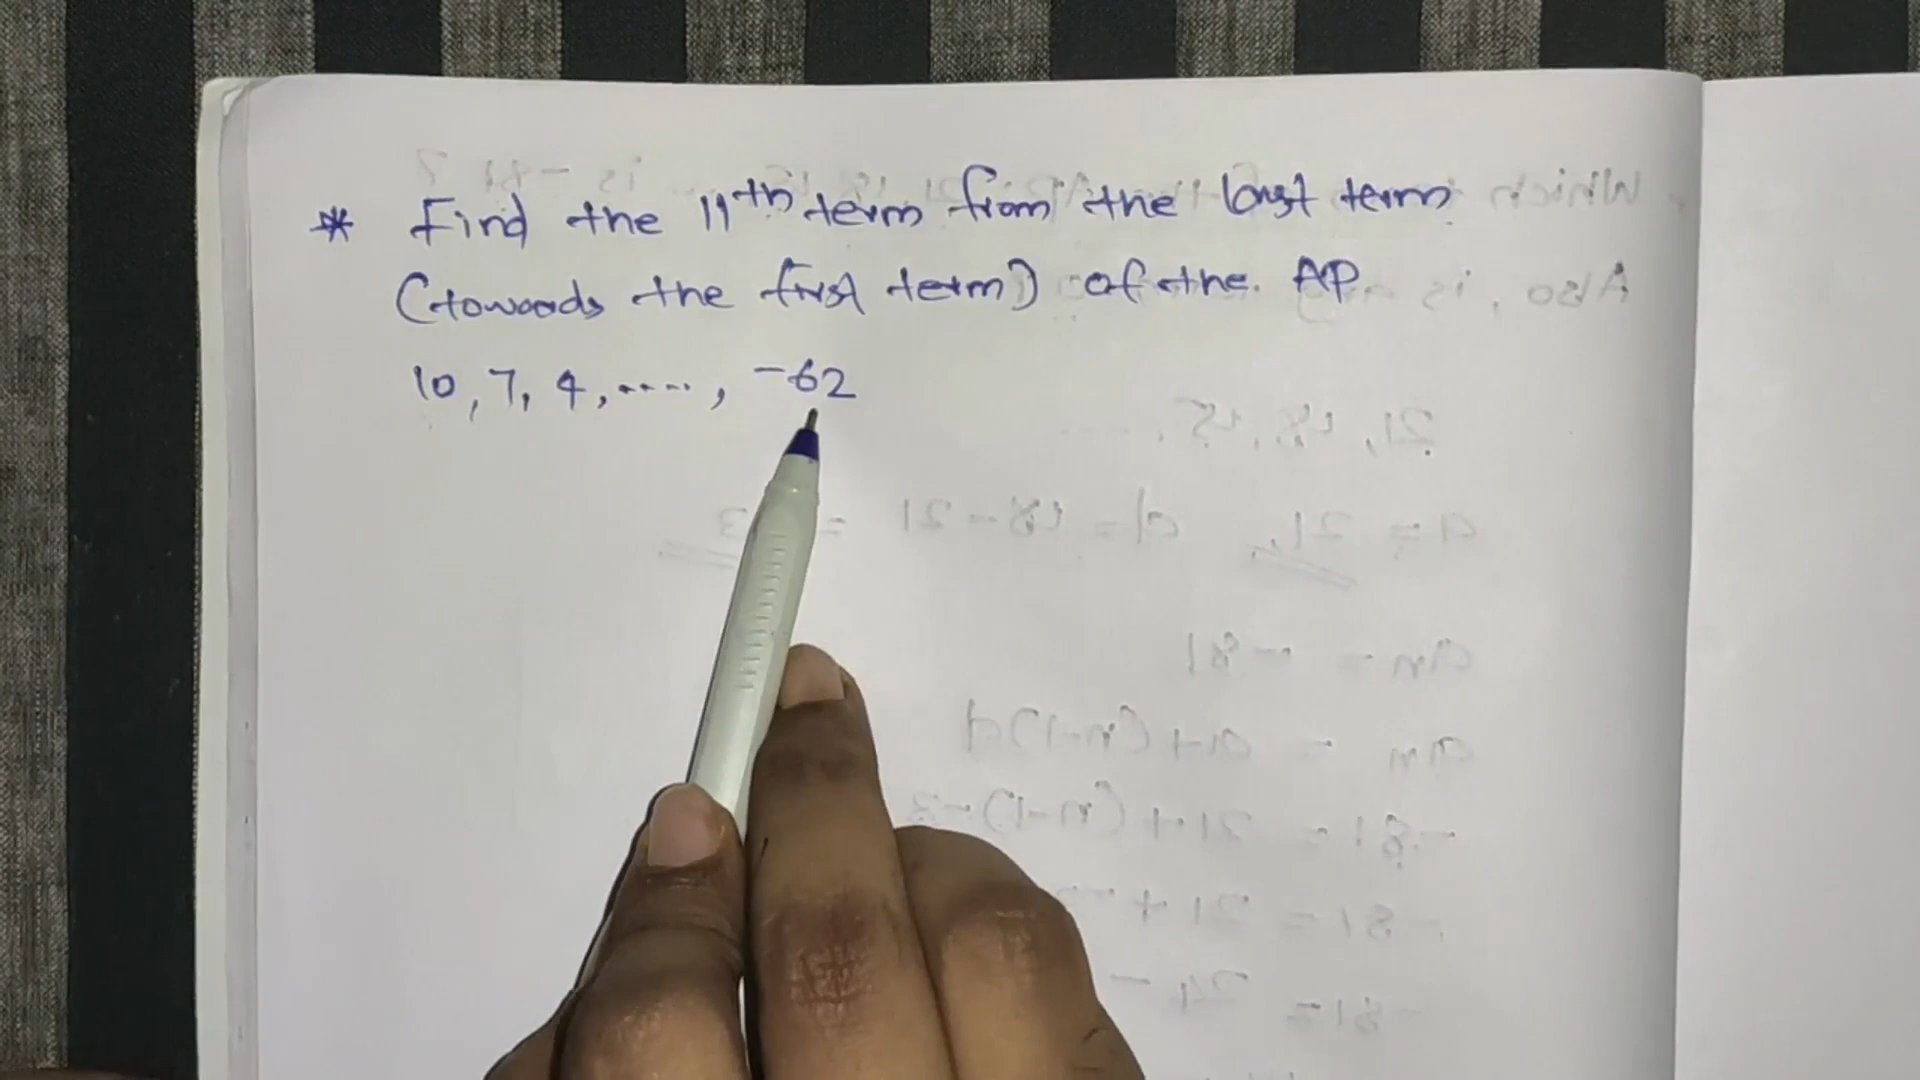 * Find the 11th term from the last term
(towards the first term) of the AP
10, 7, 4, ....., -62